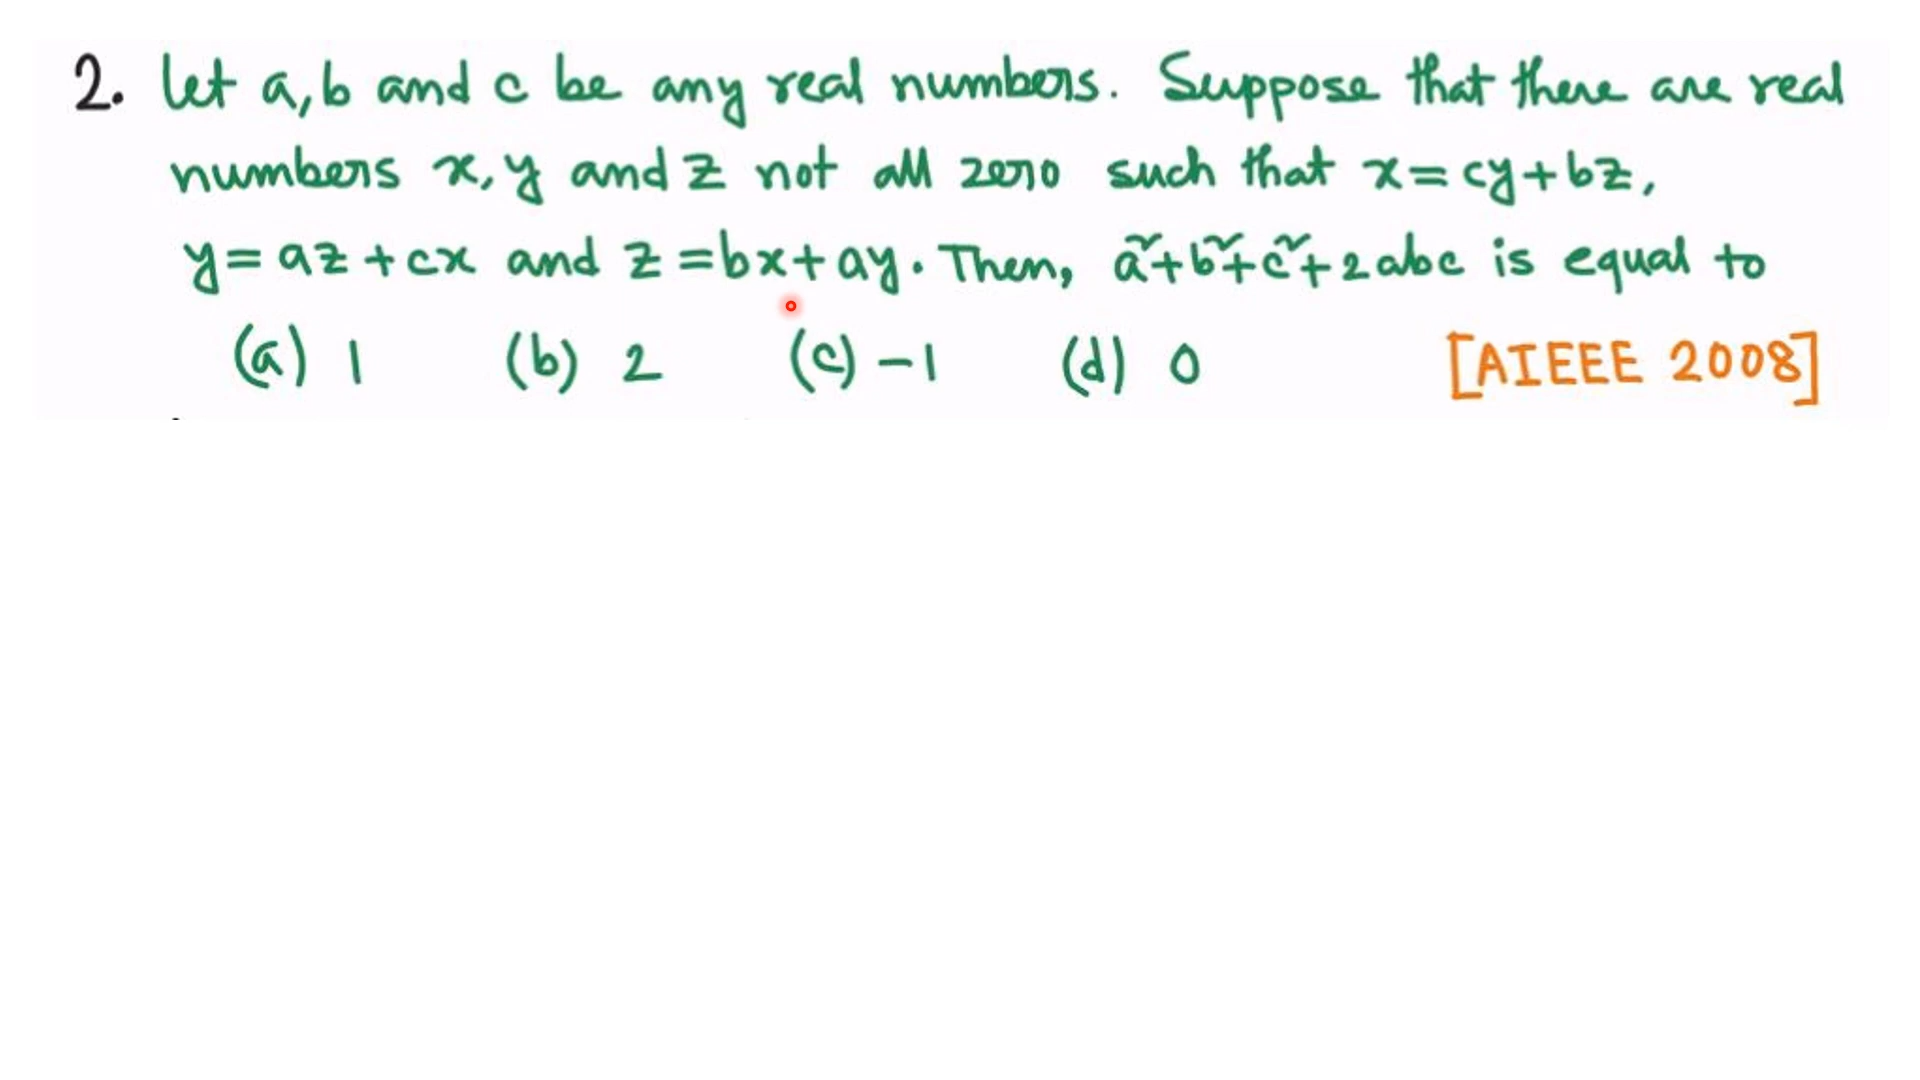 2. Let a, b and c be any real numbers. Suppose that there are real
numbers x, y and z not all zero such that x = cy + bz,
y = az + cx and z = bx + ay. Then, a² + b² + c² + 2abc is equal to
(a) 1 (b) 2 (c) -1 (d) 0 [AIEEE 2008]